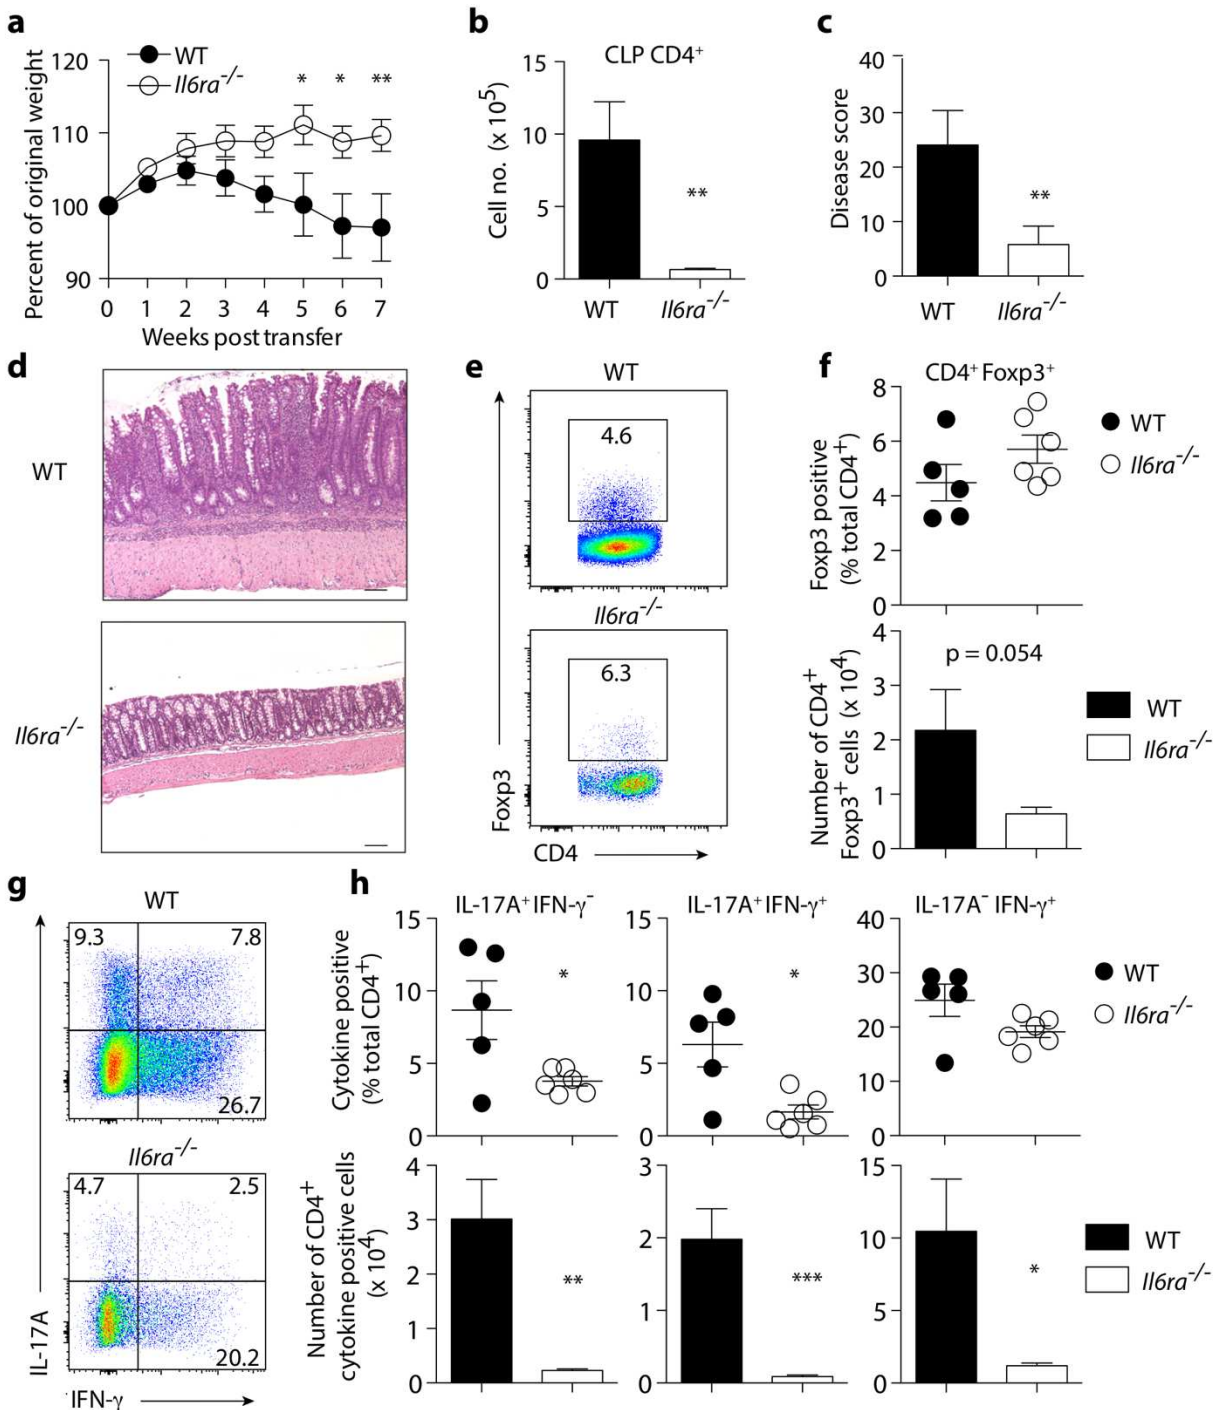 a
WT
Il6ra-/-
Percent of original weight
120
110
100
90
* * **
0 1 2 3 4 5 6 7
Weeks post transfer
b
CLP CD4+
Cell no. (x 10^5)
15
10
5
0
**
WT Il6ra-/-
c
Disease score
40
30
20
10
0
**
WT Il6ra-/-
d
WT
Il6ra-/-
e
WT
4.6
Il6ra-/-
6.3
Foxp3
CD4
f
CD4+ Foxp3+
Foxp3 positive
(% total CD4+)
8
6
4
2
0
WT
Il6ra-/-
Number of CD4+
Foxp3+ cells (x 10^4)
4
3
2
1
0
p = 0.054
WT
Il6ra-/-
g
WT
9.3 7.8
26.7
Il6ra-/-
4.7 2.5
20.2
IL-17A
IFN-γ
h
IL-17A+ IFN-γ-
IL-17A+ IFN-γ+
IL-17A- IFN-γ+
Cytokine positive
(% total CD4+)
15
10
5
0
*
15
10
5
0
*
40
30
20
10
0
WT
Il6ra-/-
Number of CD4+
cytokine positive cells
(x 10^4)
4
3
2
1
0
**
3
2
1
0
***
15
10
5
0
*
WT
Il6ra-/-